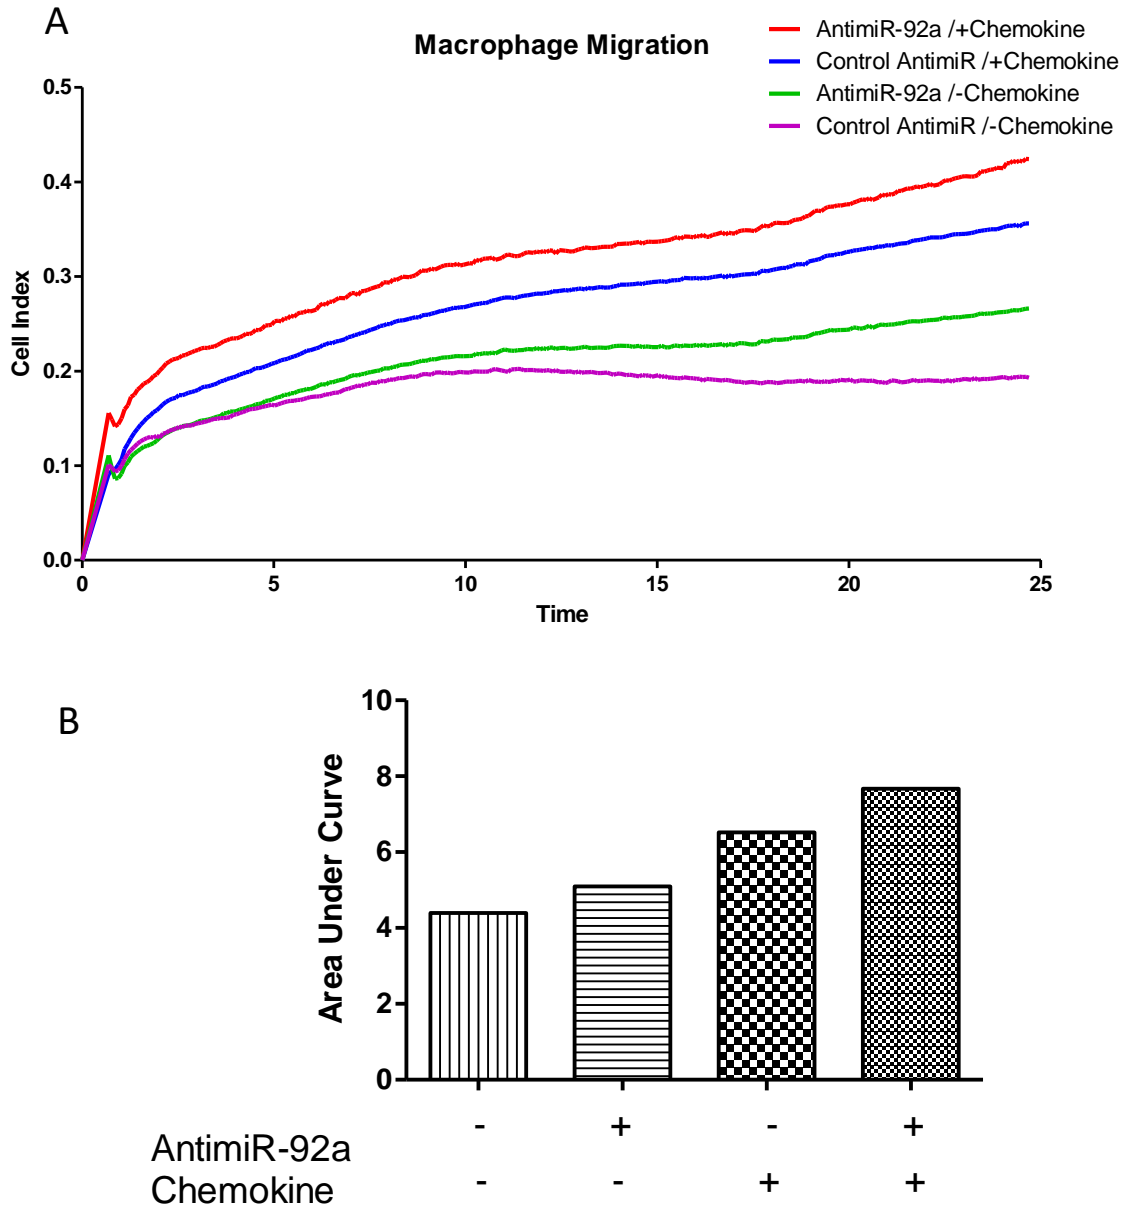 A
Macrophage Migration
AntimiR-92a /+Chemokine
Control AntimiR /+Chemokine
AntimiR-92a /-Chemokine
Control AntimiR /-Chemokine
0.5
0.4
0.3
0.2
0.1
0.0
Cell Index
0 5 10 15 20 25
Time
B
10
8
6
4
2
0
Area Under Curve
AntimiR-92a - + - +
Chemokine - - + +